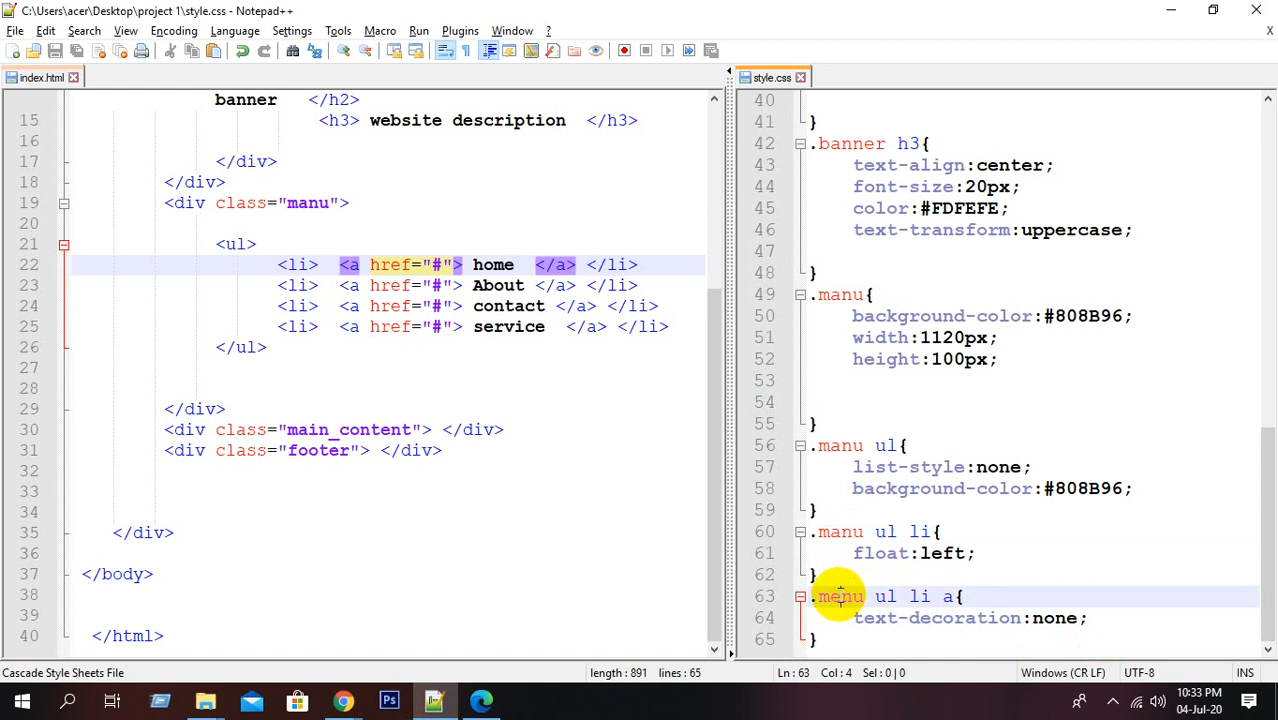 C:\Users\acer\Desktop\project 1\style.css - Notepad++
File Edit Search View Encoding Language Settings Tools Macro Run Plugins Window ? X
index.html
banner </h2>
15 <h3> website description </h3>
16
17 </div>
18 </div>
19 <div class="manu">
20
21 <ul>
22 <li> <a href="#"> home </a> </li>
23 <li> <a href="#"> About </a> </li>
24 <li> <a href="#"> contact </a> </li>
25 <li> <a href="#"> service </a> </li>
26 </ul>
27
28
29 </div>
30 <div class="main_content"> </div>
31 <div class="footer"> </div>
32
33
34
35 </div>
36
37 </body>
38
39 </html>
40
style.css
40
41 }
42 .banner h3{
43 text-align:center;
44 font-size:20px;
45 color:#FDFEFE;
46 text-transform:uppercase;
47
48 }
49 .manu{
50 background-color:#808B96;
51 width:1120px;
52 height:100px;
53
54
55 }
56 .manu ul{
57 list-style:none;
58 background-color:#808B96;
59 }
60 .manu ul li{
61 float:left;
62 }
63 .menu ul li a{
64 text-decoration:none;
65 }
Cascade Style Sheets File length : 891 lines : 65 Ln : 63 Col : 4 Sel : 0 | 0 Windows (CR LF) UTF-8 INS
Ps
10:33 PM
04-Jul-20